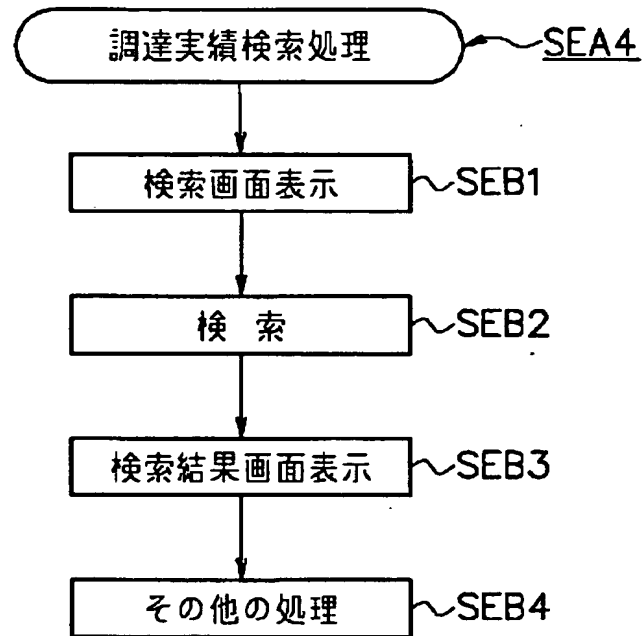 調達実績検索処理 SEA4
検索画面表示 SEB1
検 索 SEB2
検索結果画面表示 SEB3
その他の処理 SEB4